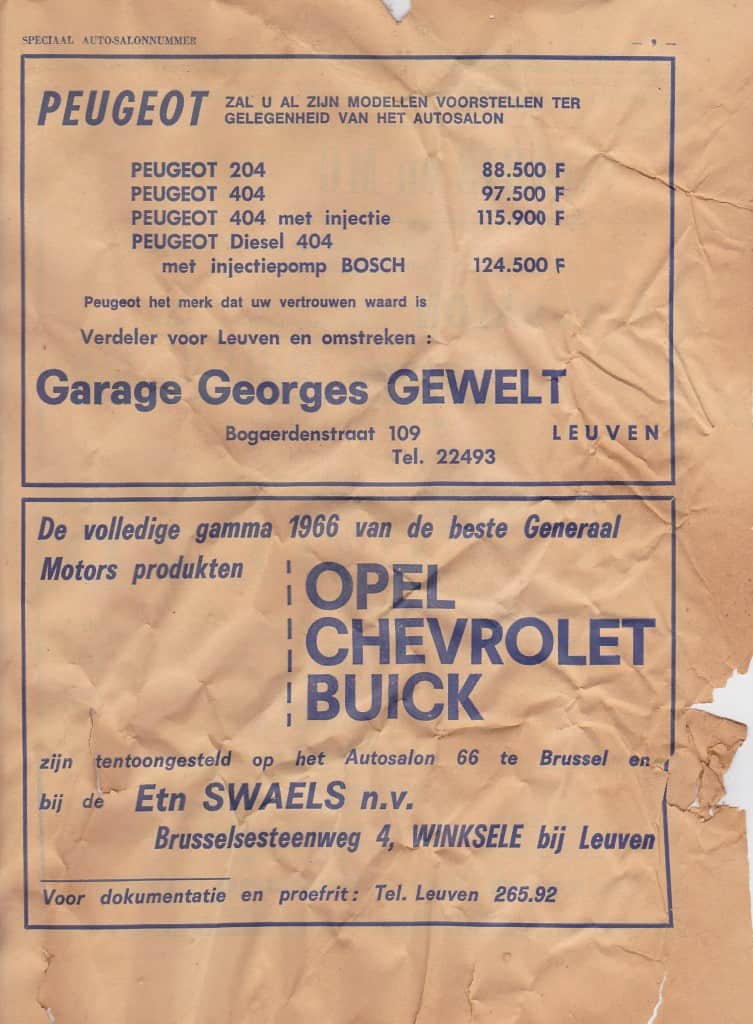 SPECIAAL AUTO-SALONNUMMER — 9 —
PEUGEOT ZAL U AL ZIJN MODELLEN VOORSTELLEN TER
GELEGENHEID VAN HET AUTOSALON
PEUGEOT 204 88.500 F
PEUGEOT 404 97.500 F
PEUGEOT 404 met injectie 115.900 F
PEUGEOT Diesel 404
met injectiepomp BOSCH 124.500 F
Peugeot het merk dat uw vertrouwen waard is
Verdeler voor Leuven en omstreken :
Garage Georges GEWELT
Bogaerdenstraat 109 LEUVEN
Tel. 22493
De volledige gamma 1966 van de beste Generaal
Motors produkten
OPEL
CHEVROLET
BUICK
zijn tentoongesteld op het Autosalon 66 te Brussel en
bij de Etn SWAELS n.v.
Brusselsesteenweg 4, WINKSELE bij Leuven
Voor dokumentatie en proefrit : Tel. Leuven 265.92